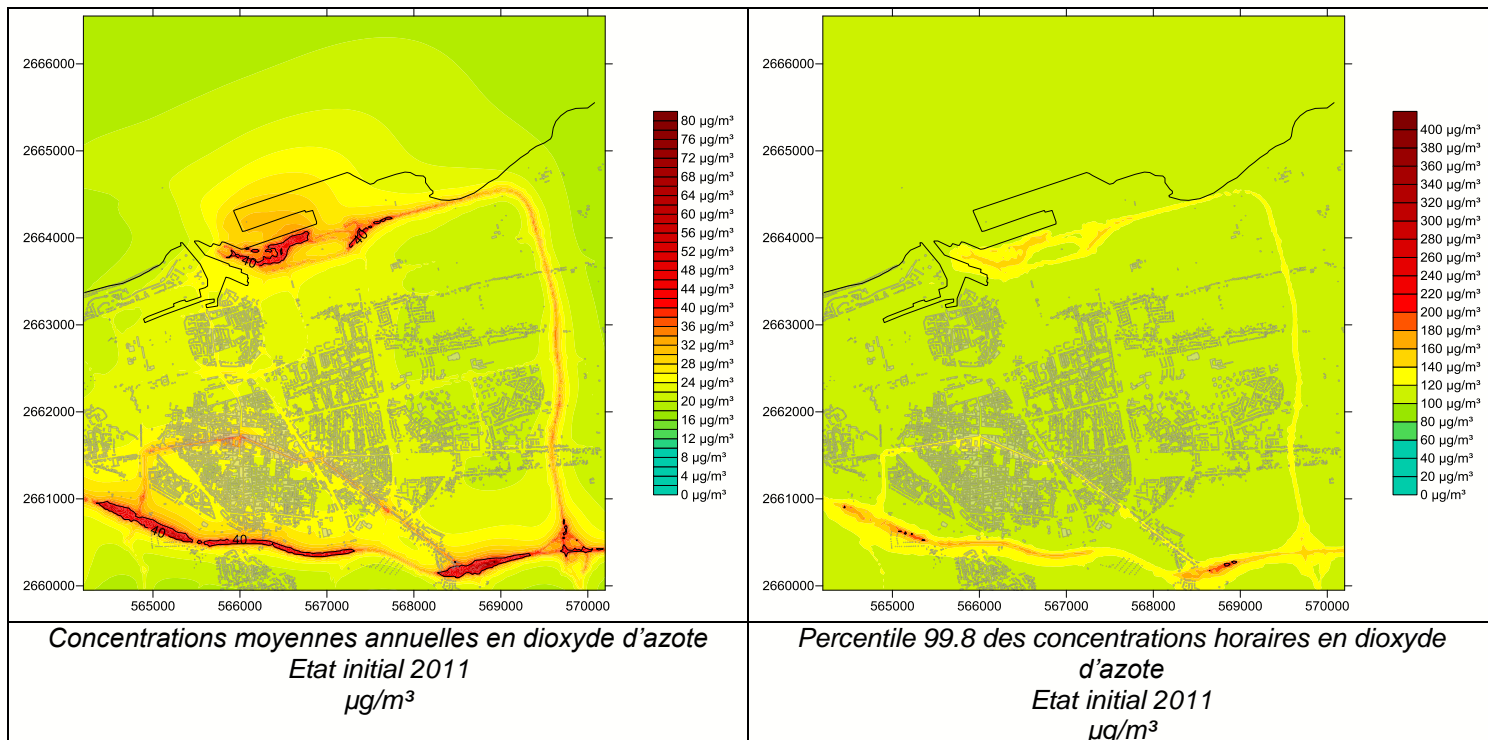 2666000
2665000
2664000
2663000
2662000
2661000
2660000
565000 566000 567000 568000 569000 570000
40
40
40
40
80 µg/m³
76 µg/m³
72 µg/m³
68 µg/m³
64 µg/m³
60 µg/m³
56 µg/m³
52 µg/m³
48 µg/m³
44 µg/m³
40 µg/m³
36 µg/m³
32 µg/m³
28 µg/m³
24 µg/m³
20 µg/m³
16 µg/m³
12 µg/m³
8 µg/m³
4 µg/m³
0 µg/m³
2666000
2665000
2664000
2663000
2662000
2661000
2660000
565000 566000 567000 568000 569000 570000
400 µg/m³
380 µg/m³
360 µg/m³
340 µg/m³
320 µg/m³
300 µg/m³
280 µg/m³
260 µg/m³
240 µg/m³
220 µg/m³
200 µg/m³
180 µg/m³
160 µg/m³
140 µg/m³
120 µg/m³
100 µg/m³
80 µg/m³
60 µg/m³
40 µg/m³
20 µg/m³
0 µg/m³
Concentrations moyennes annuelles en dioxyde d'azote
Etat initial 2011
µg/m³
Percentile 99.8 des concentrations horaires en dioxyde
d'azote
Etat initial 2011
µg/m³